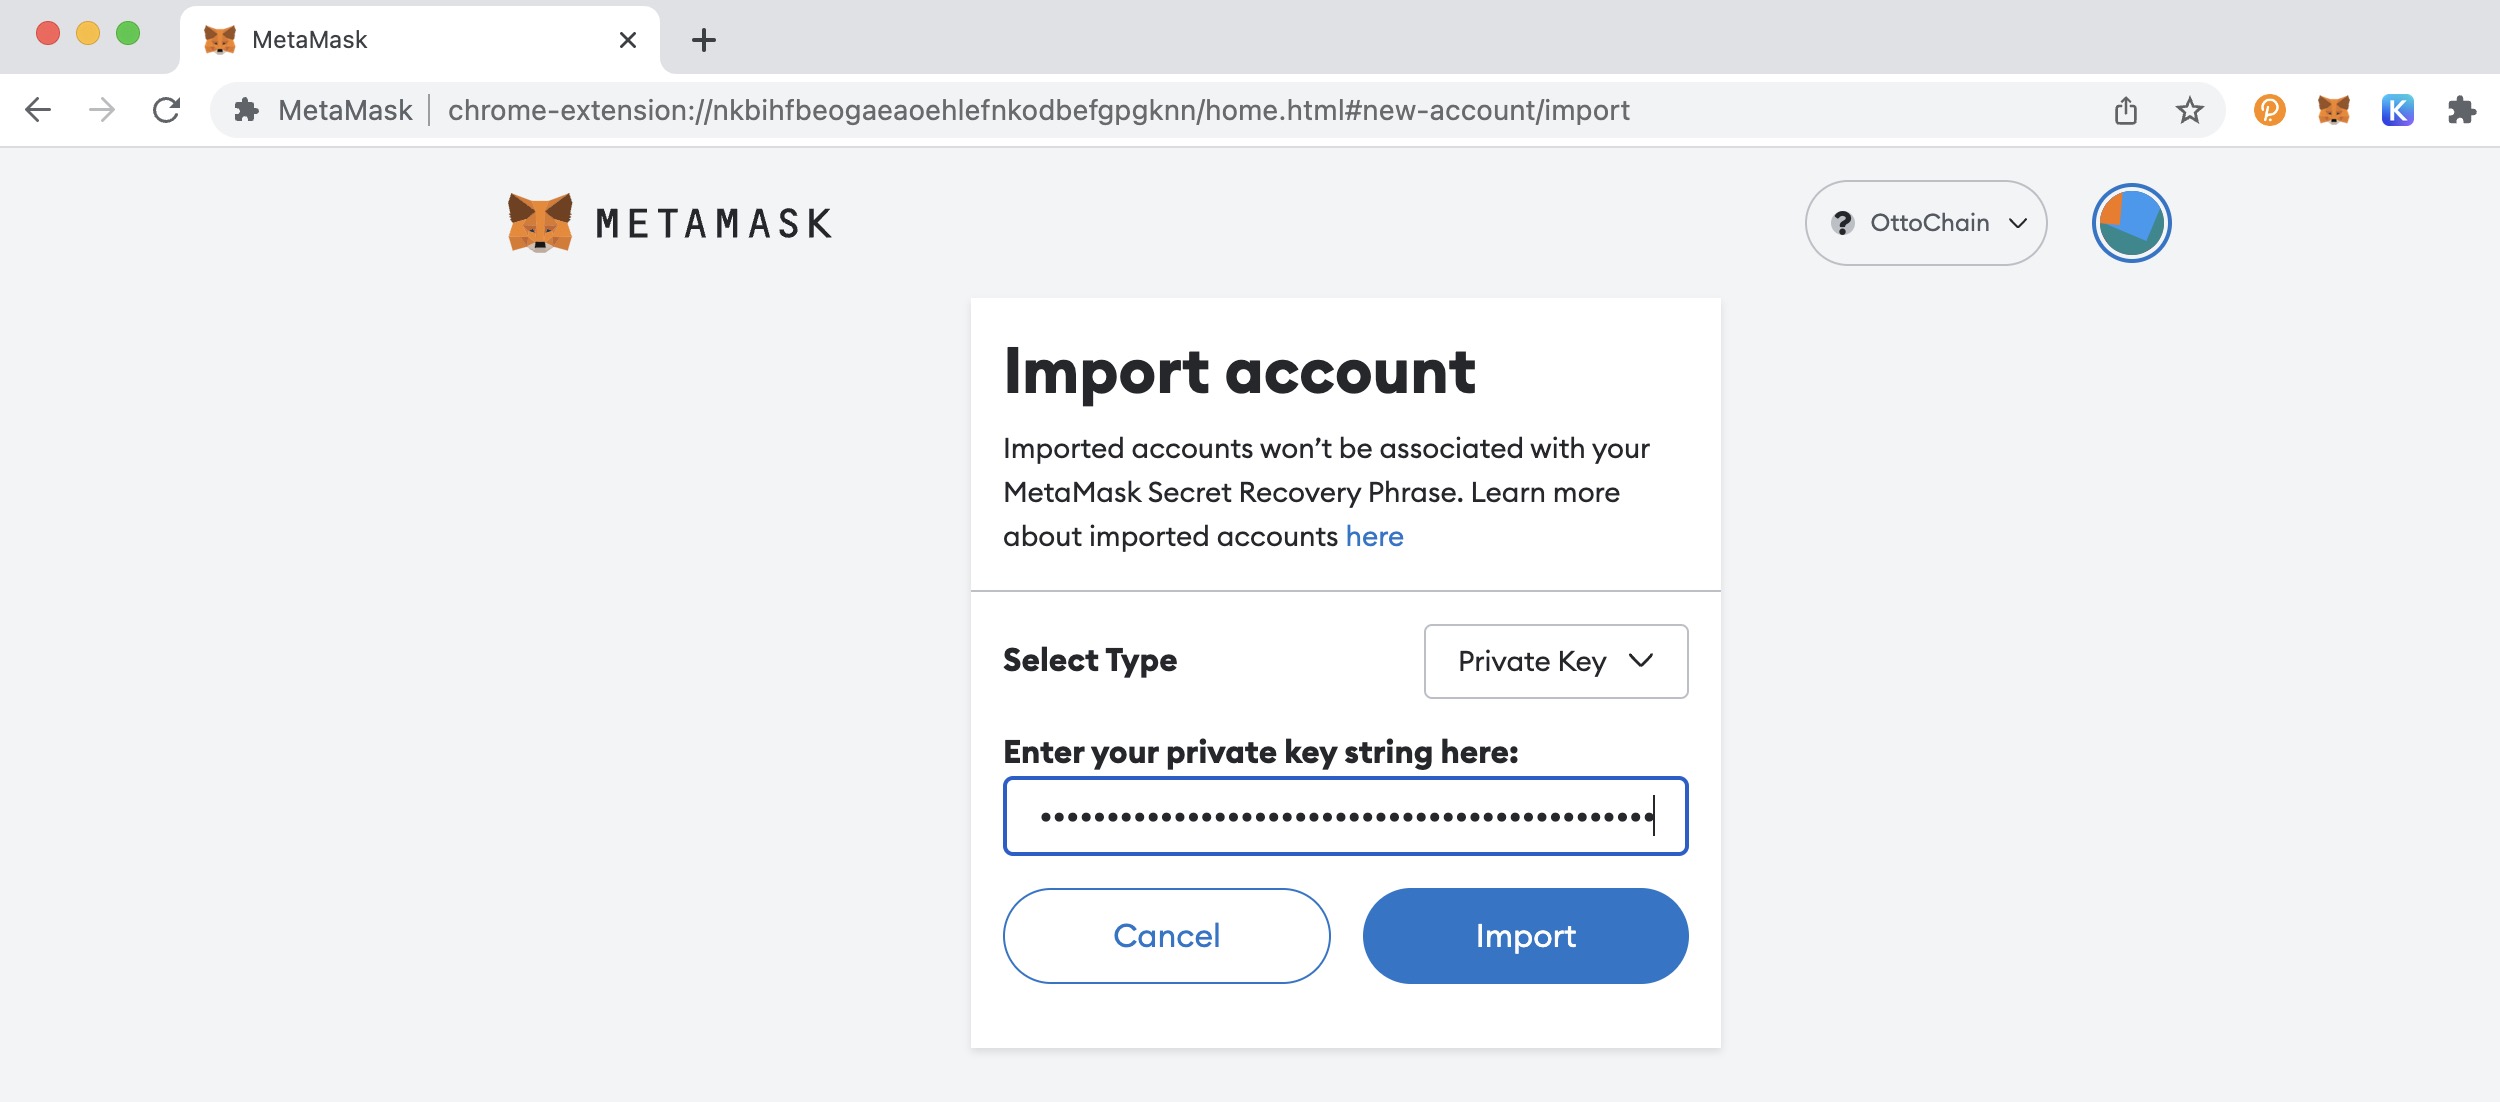 MetaMask
MetaMask chrome-extension://nkbihfbeogaeaoehlefnkodbefgpgknn/home.html#new-account/import
METAMASK
OttoChain
Import account
Imported accounts won’t be associated with your
MetaMask Secret Recovery Phrase. Learn more
about imported accounts here
Select Type
Private Key
Enter your private key string here:
Cancel
Import